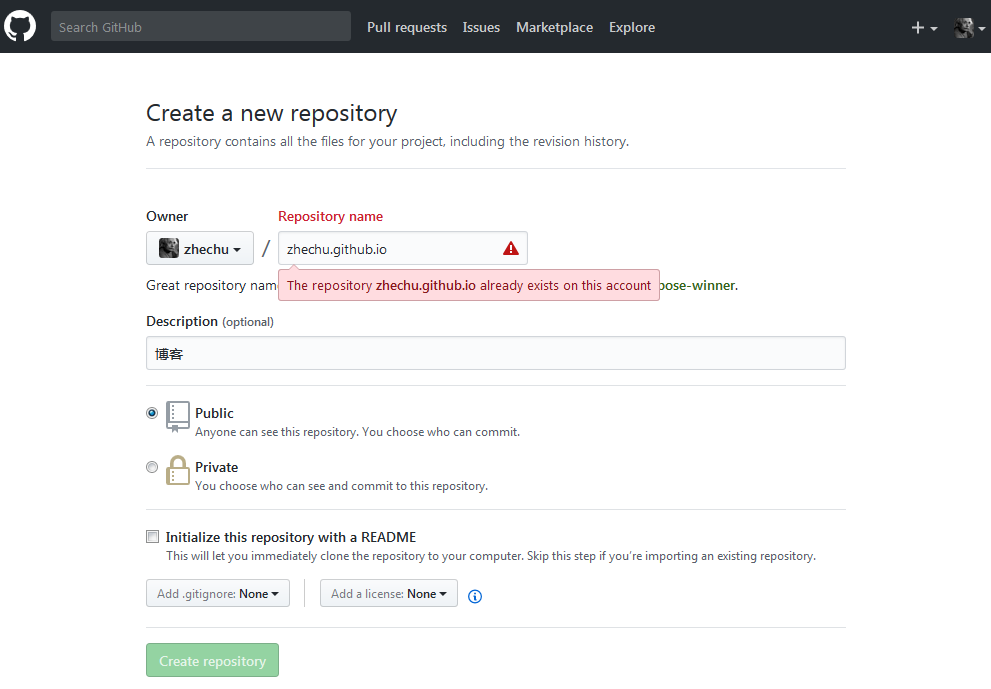 Search GitHub Pull requests Issues Marketplace Explore
Create a new repository
A repository contains all the files for your project, including the revision history.
Owner Repository name
zhechu / zhechu.github.io
The repository zhechu.github.io already exists on this account
Great repository
Description (optional)
博客
Public
Anyone can see this repository. You choose who can commit.
Private
You choose who can see and commit to this repository.
Initialize this repository with a README
This will let you immediately clone the repository to your computer. Skip this step if you're importing an existing repository.
Add .gitignore: None Add a license: None
Create repository